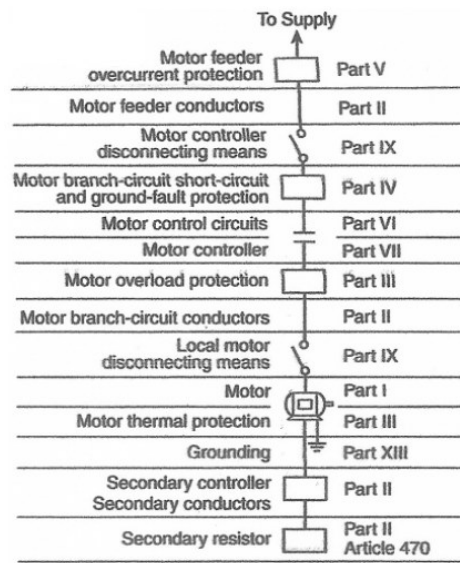 To Supply
Motor feeder
overcurrent protection
Part V
Motor feeder conductors
Part II
Motor controller
disconnecting means
Part IX
Motor branch-circuit short-circuit
and ground-fault protection
Part IV
Motor control circuits
Part VI
Motor controller
Part VII
Motor overload protection
Part III
Motor branch-circuit conductors
Part II
Local motor
disconnecting means
Part IX
Motor
Part I
Motor thermal protection
Part III
Grounding
Part XIII
Secondary controller
Secondary conductors
Part II
Secondary resistor
Part II
Article 470